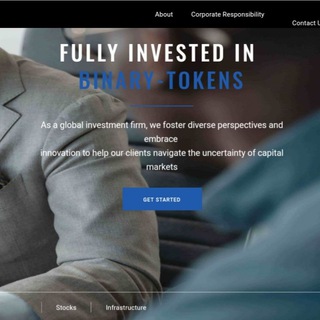 About Corporate Responsibility
Contact U
FULLY INVESTED IN
BINARY-TOKENS
As a global investment firm, we foster diverse perspectives and
embrace
innovation to help our clients navigate the uncertainty of capital
markets
GET STARTED
Stocks Infrastructure